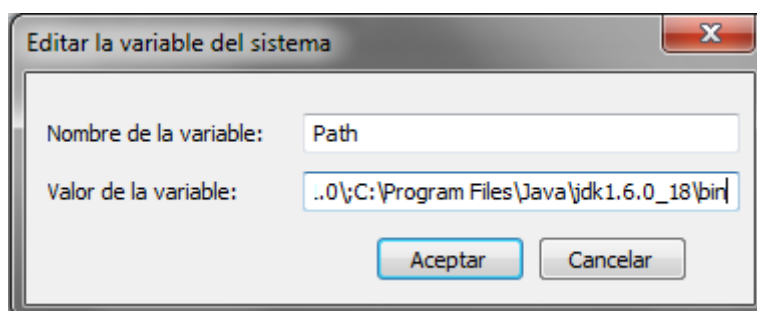 Editar la variable del sistema
Nombre de la variable: Path
Valor de la variable: ..0\;C:\Program Files\Java\jdk1.6.0_18\bin
Aceptar Cancelar